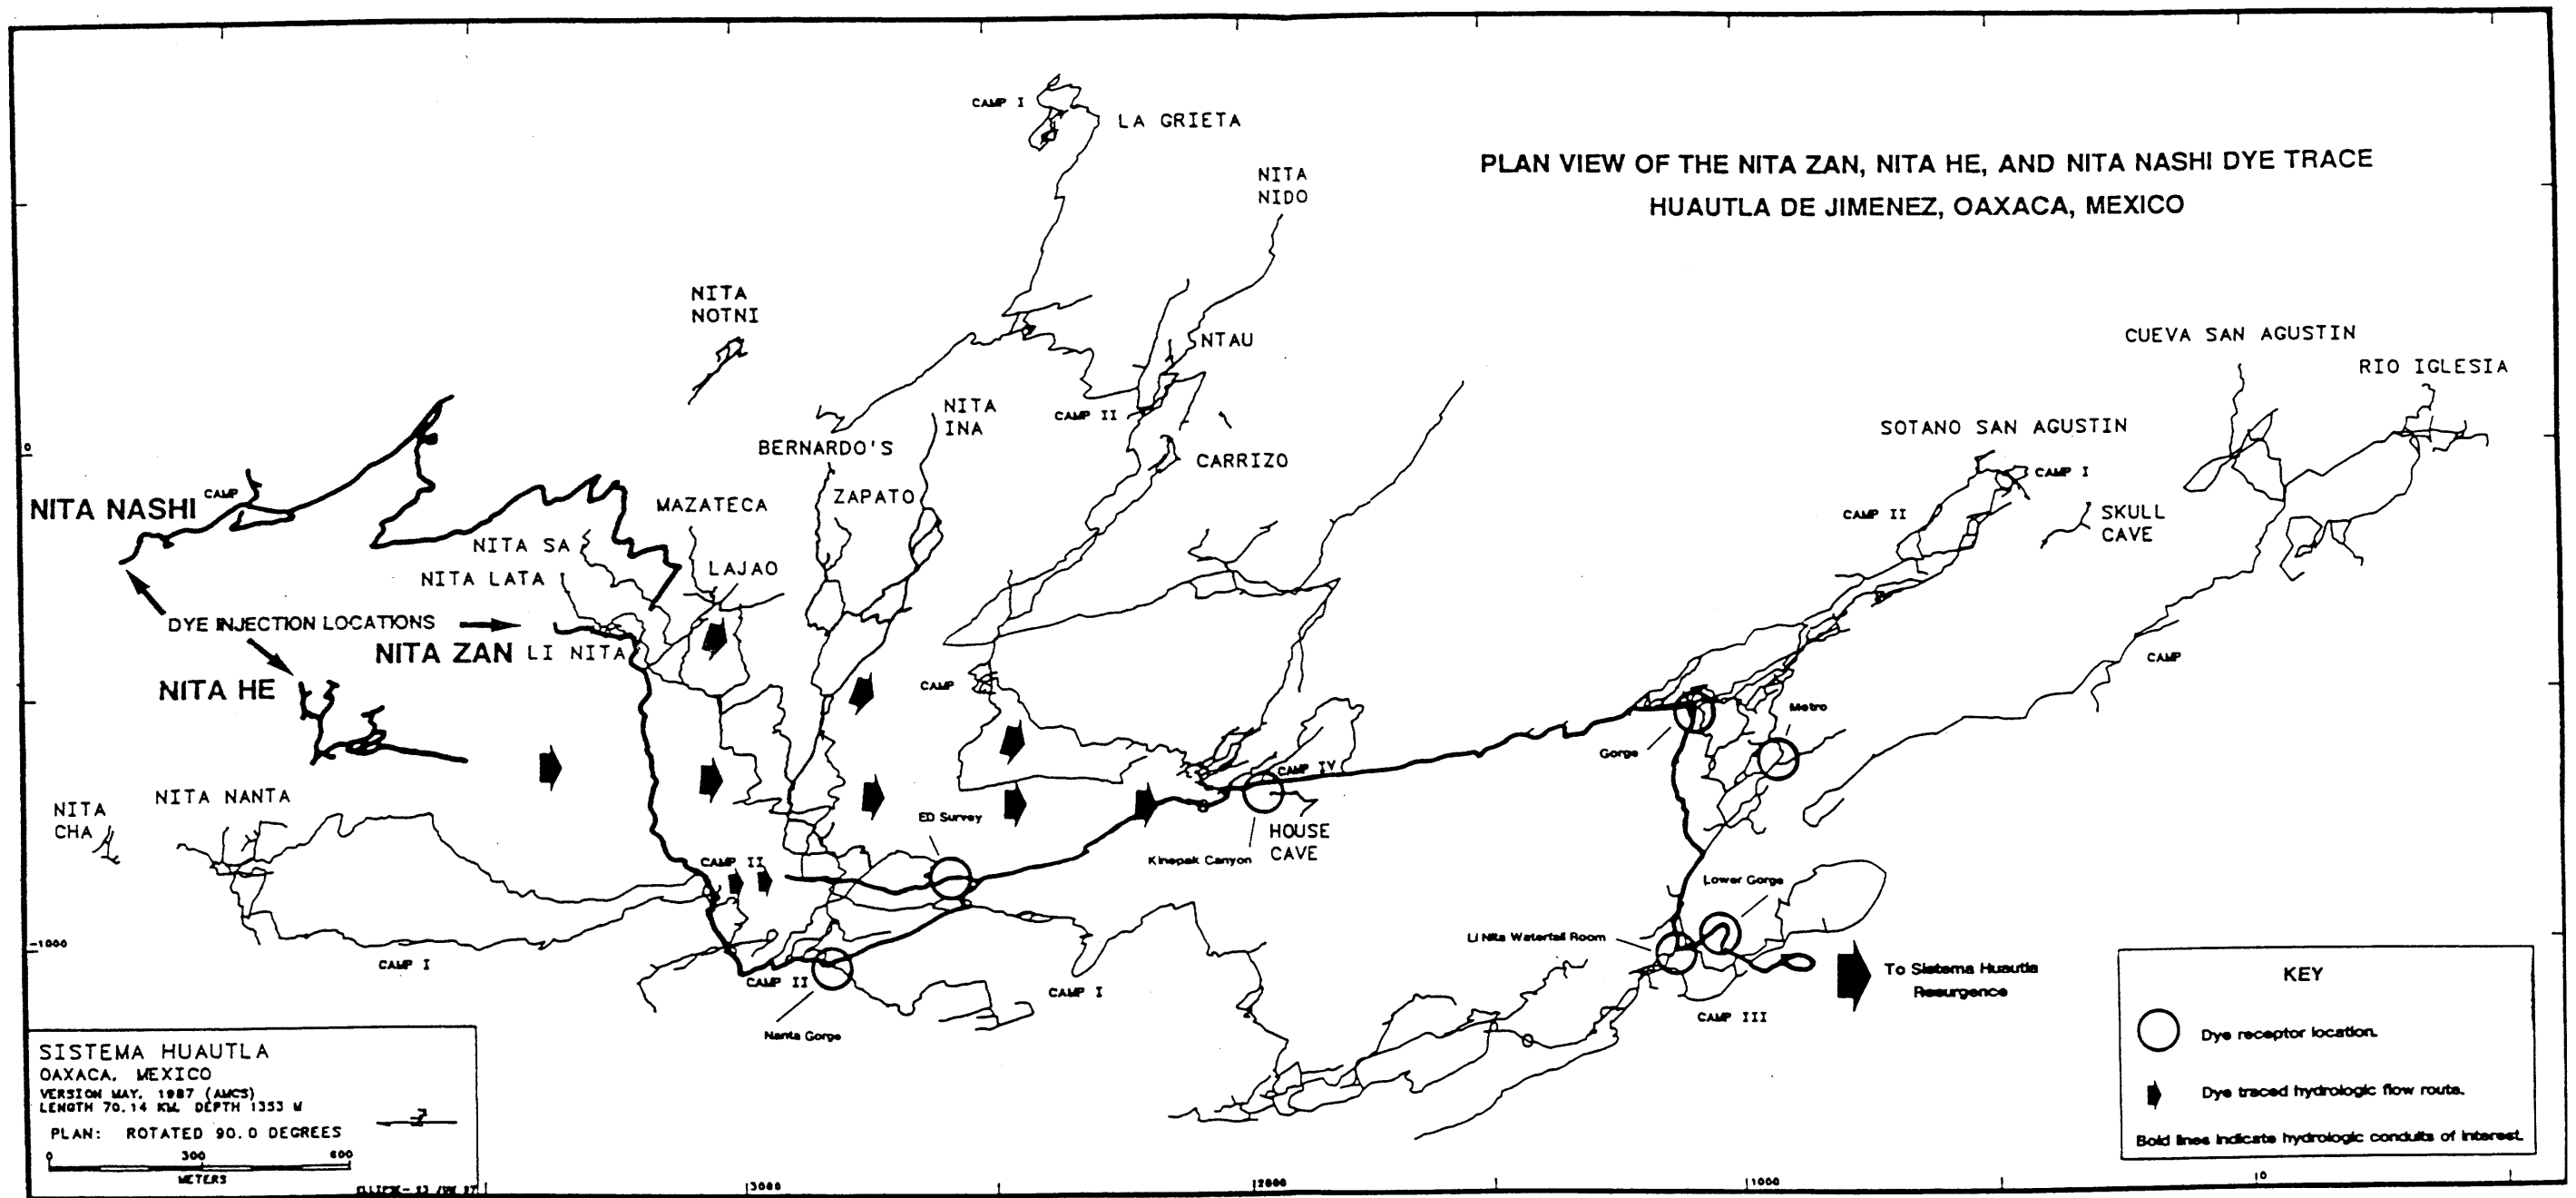 PLAN VIEW OF THE NITA ZAN, NITA HE, AND NITA NASHI DYE TRACE
HUAUTLA DE JIMENEZ, OAXACA, MEXICO
CAMP I
LA GRIETA
NITA
NIDO
NITA
NOTNI
NTAU
CUEVA SAN AGUSTIN
RIO IGLESIA
CAMP II
NITA
INA
BERNARDO'S
SOTANO SAN AGUSTIN
CARRIZO
CAMP I
0
NITA NASHI
CAMP
MAZATECA
ZAPATO
CAMP II
SKULL
CAVE
NITA SA
NITA LATA
LAJAO
DYE INJECTION LOCATIONS
NITA ZAN
LI NITA
CAMP
NITA HE
CAMP
Metro
Gorge
CAMP IV
NITA
CHA
NITA NANTA
ED Survey
HOUSE
CAVE
Kinepak Canyon
CAMP II
Lower Gorge
Li Nita Waterfall Room
-1000
CAMP I
CAMP II
CAMP I
To Sistema Huautla
Resurgence
CAMP III
Nanta Gorge
KEY
Dye receptor location.
Dye traced hydrologic flow route.
Bold lines indicate hydrologic conduits of interest.
SISTEMA HUAUTLA
OAXACA, MEXICO
VERSION MAY, 1987 (AMCS)
LENGTH 70.14 KM, DEPTH 1353 M
PLAN: ROTATED 90.0 DEGREES
0 300 600
METERS
3000
2000
1000
0